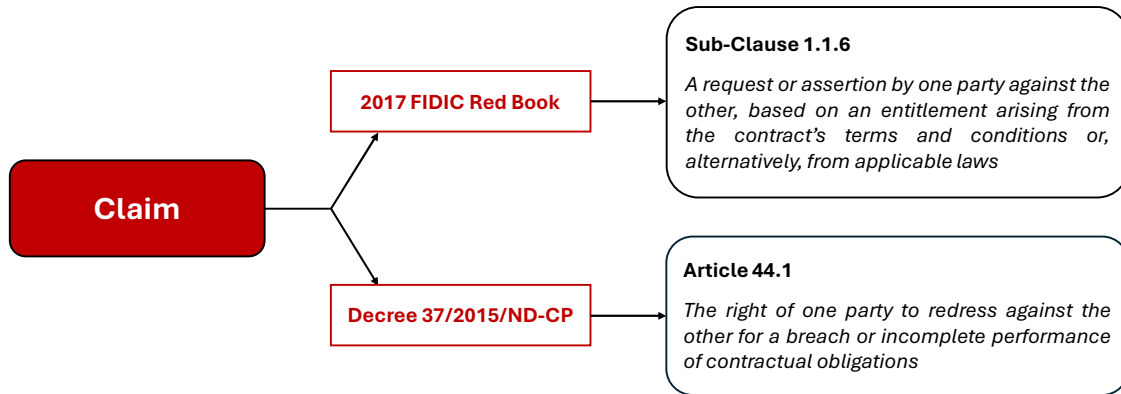 Claim
2017 FIDIC Red Book
Sub-Clause 1.1.6
A request or assertion by one party against the
other, based on an entitlement arising from
the contract’s terms and conditions or,
alternatively, from applicable laws
Decree 37/2015/ND-CP
Article 44.1
The right of one party to redress against the
other for a breach or incomplete performance
of contractual obligations